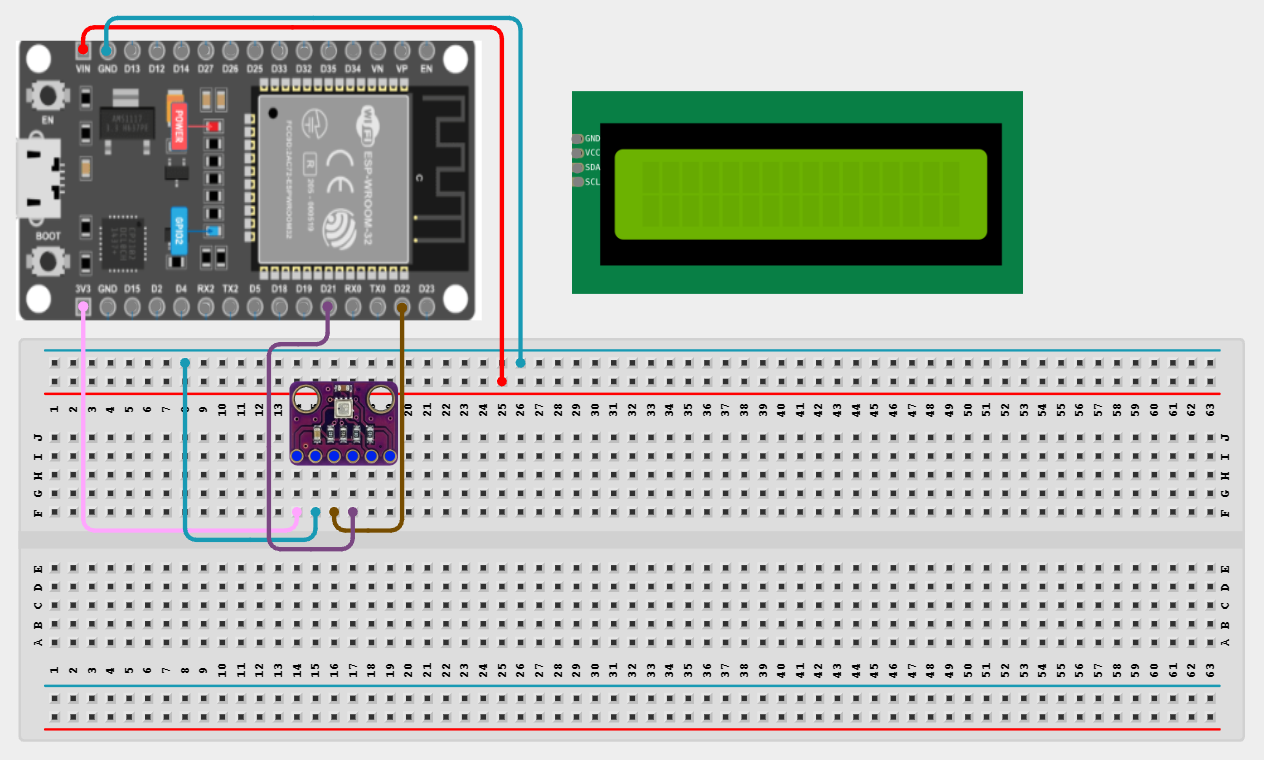 VIN GND D13 D12 D14 D27 D26 D25 D33 D32 D35 D34 VN VP EN
EN
POWER
AMS1117
WiFi
ESP-WROOM-32
CE
R
C
GPIO2
BOOT
3V3 GND D15 D2 D4 RX2 TX2 D5 D18 D19 D21 RX0 TX0 D22 D23
GND
VCC
SDA
SCL
1 2 3 4 5 6 7 8 9 10 11 12 13 20 21 22 23 24 25 26 27 28 29 30 31 32 33 34 35 36 37 38 39 40 41 42 43 44 45 46 47 48 49 50 51 52 53 54 55 56 57 58 59 60 61 62 63
J J
I I
H H
G G
F F
E E
D D
C C
B B
A A
1 2 3 4 5 6 7 8 9 10 11 12 13 14 15 16 17 18 19 20 21 22 23 24 25 26 27 28 29 30 31 32 33 34 35 36 37 38 39 40 41 42 43 44 45 46 47 48 49 50 51 52 53 54 55 56 57 58 59 60 61 62 63